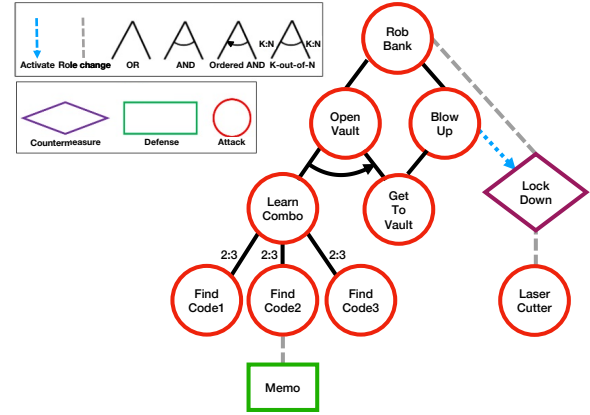 K:N K:N
Activate Role change OR AND Ordered AND K-out-of-N
Countermeasure Defense Attack
Rob
Bank
Open
Vault
Blow
Up
Lock
Down
Learn
Combo
Get
To
Vault
2:3 2:3 2:3
Find
Code1
Find
Code2
Find
Code3
Laser
Cutter
Memo